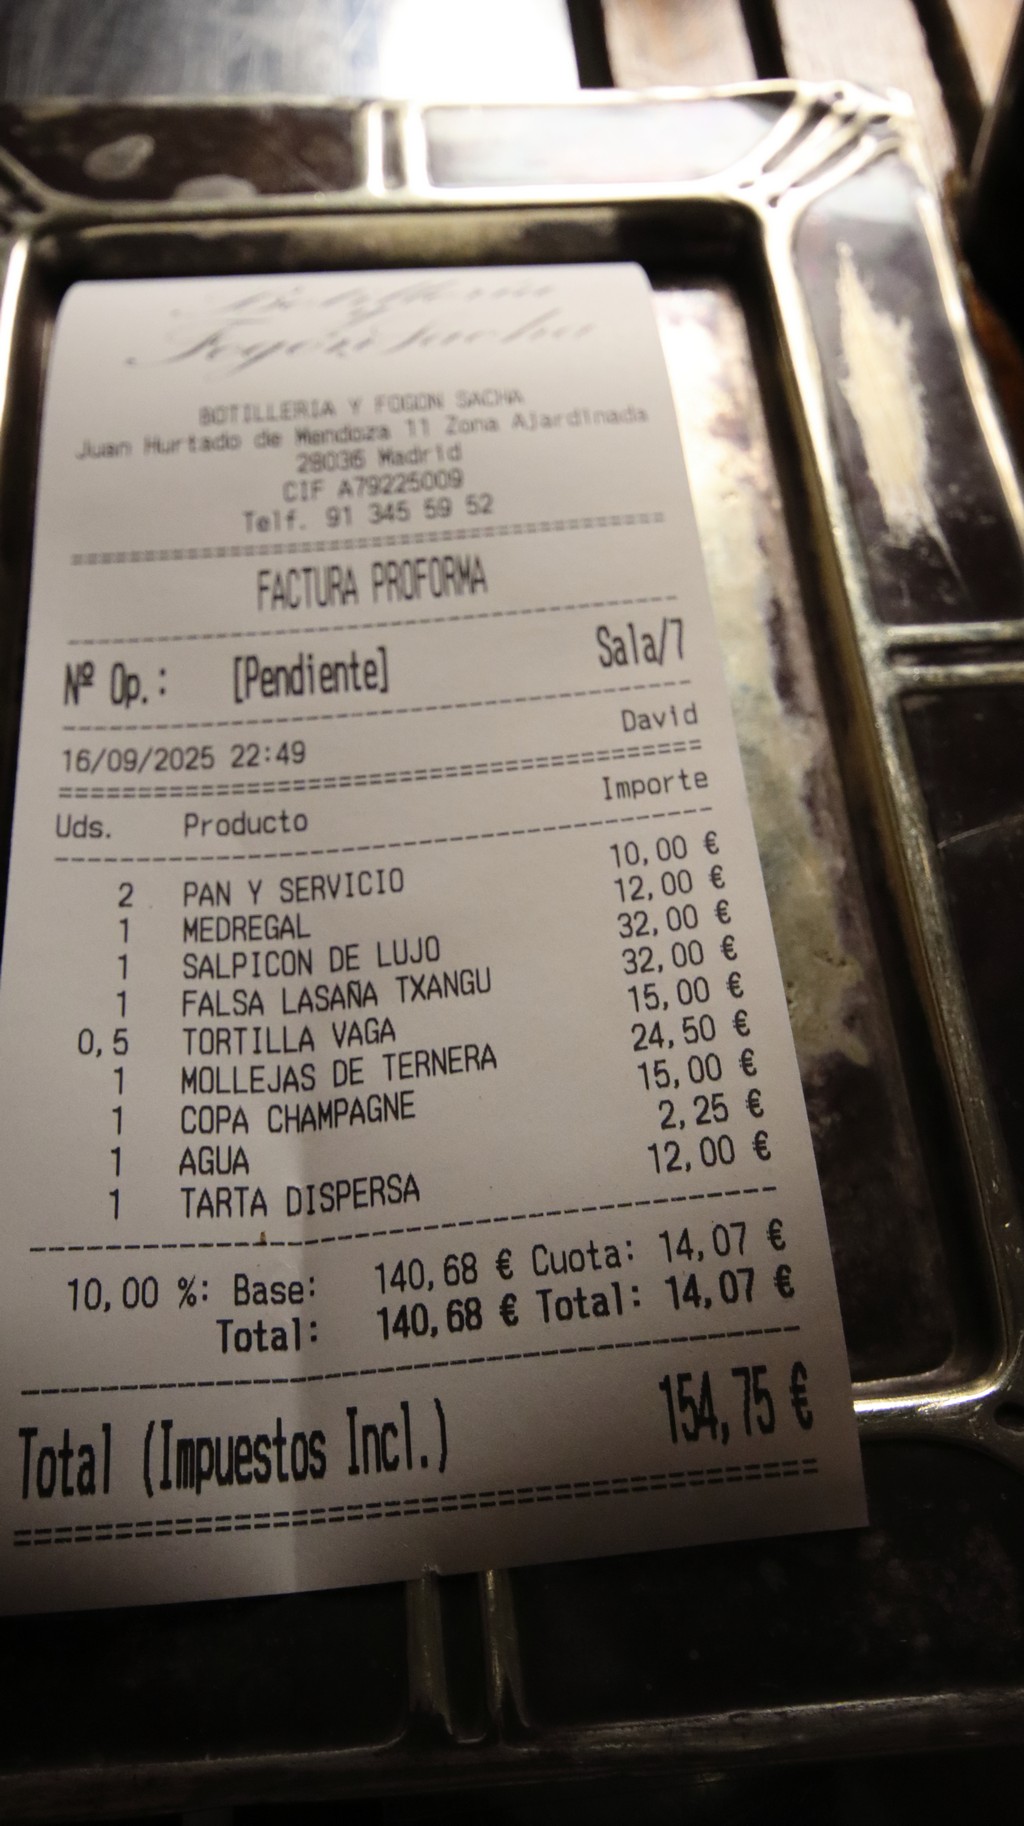 Botilleria
Fogón Sacha
BOTILLERIA Y FOGON SACHA
Juan Hurtado de Mendoza 11 Zona Ajardinada
28036 Madrid
CIF A79225009
Telf. 91 345 59 52
FACTURA PROFORMA
Nº Op.: [Pendiente] Sala/7
16/09/2025 22:49 David
Uds. Producto Importe
2 PAN Y SERVICIO 10,00 €
1 MEDREGAL 12,00 €
1 SALPICON DE LUJO 32,00 €
1 FALSA LASAÑA TXANGU 32,00 €
0,5 TORTILLA VAGA 15,00 €
1 MOLLEJAS DE TERNERA 24,50 €
1 COPA CHAMPAGNE 15,00 €
1 AGUA 2,25 €
1 TARTA DISPERSA 12,00 €
10,00 %: Base: 140,68 € Cuota: 14,07 €
Total: 140,68 € Total: 14,07 €
Total (Impuestos Incl.) 154,75 €